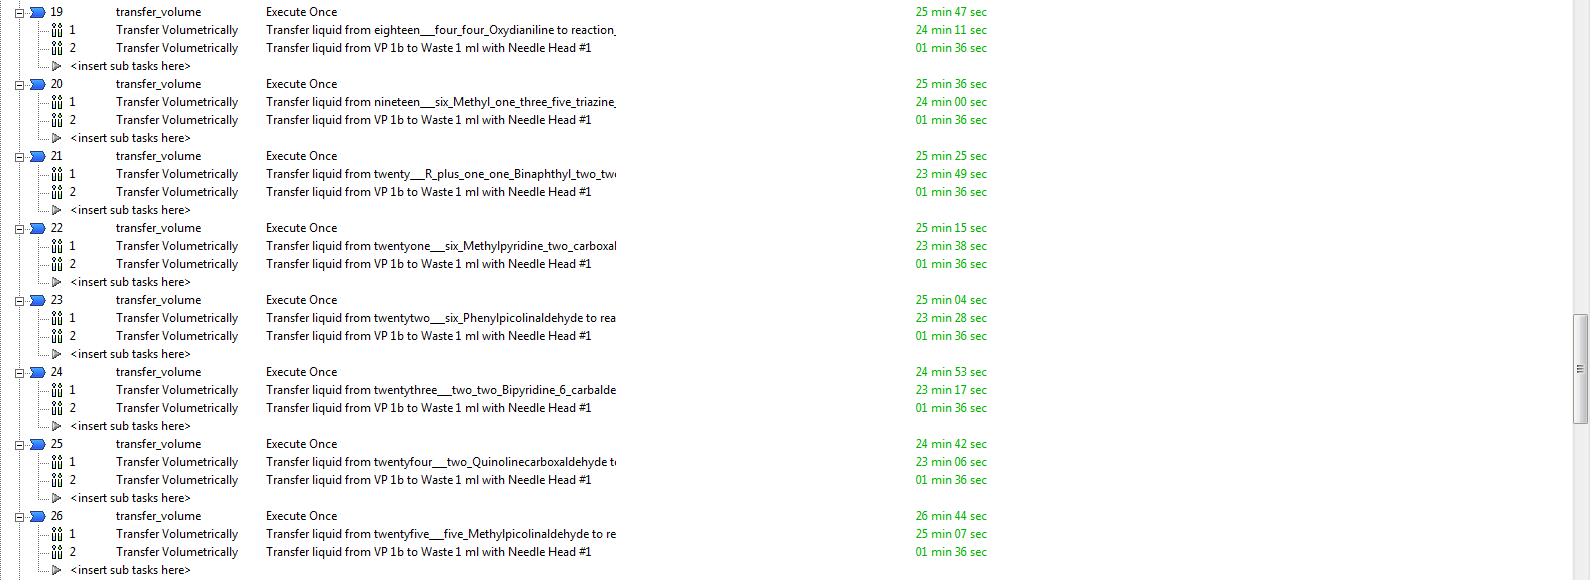 19 transfer_volume Execute Once 25 min 47 sec
1 Transfer Volumetrically Transfer liquid from eighteen___four_four_Oxydianiline to reaction_ 24 min 11 sec
2 Transfer Volumetrically Transfer liquid from VP 1b to Waste 1 ml with Needle Head #1 01 min 36 sec
<insert sub tasks here>
20 transfer_volume Execute Once 25 min 36 sec
1 Transfer Volumetrically Transfer liquid from nineteen___six_Methyl_one_three_five_triazine_ 24 min 00 sec
2 Transfer Volumetrically Transfer liquid from VP 1b to Waste 1 ml with Needle Head #1 01 min 36 sec
<insert sub tasks here>
21 transfer_volume Execute Once 25 min 25 sec
1 Transfer Volumetrically Transfer liquid from twenty___R_plus_one_one_Binaphthyl_two_tw 23 min 49 sec
2 Transfer Volumetrically Transfer liquid from VP 1b to Waste 1 ml with Needle Head #1 01 min 36 sec
<insert sub tasks here>
22 transfer_volume Execute Once 25 min 15 sec
1 Transfer Volumetrically Transfer liquid from twentyone___six_Methylpyridine_two_carboxal 23 min 38 sec
2 Transfer Volumetrically Transfer liquid from VP 1b to Waste 1 ml with Needle Head #1 01 min 36 sec
<insert sub tasks here>
23 transfer_volume Execute Once 25 min 04 sec
1 Transfer Volumetrically Transfer liquid from twentytwo___six_Phenylpicolinaldehyde to rea 23 min 28 sec
2 Transfer Volumetrically Transfer liquid from VP 1b to Waste 1 ml with Needle Head #1 01 min 36 sec
<insert sub tasks here>
24 transfer_volume Execute Once 24 min 53 sec
1 Transfer Volumetrically Transfer liquid from twentythree___two_two_Bipyridine_6_carbalde 23 min 17 sec
2 Transfer Volumetrically Transfer liquid from VP 1b to Waste 1 ml with Needle Head #1 01 min 36 sec
<insert sub tasks here>
25 transfer_volume Execute Once 24 min 42 sec
1 Transfer Volumetrically Transfer liquid from twentyfour___two_Quinolinecarboxaldehyde t 23 min 06 sec
2 Transfer Volumetrically Transfer liquid from VP 1b to Waste 1 ml with Needle Head #1 01 min 36 sec
<insert sub tasks here>
26 transfer_volume Execute Once 26 min 44 sec
1 Transfer Volumetrically Transfer liquid from twentyfive___five_Methylpicolinaldehyde to re 25 min 07 sec
2 Transfer Volumetrically Transfer liquid from VP 1b to Waste 1 ml with Needle Head #1 01 min 36 sec
<insert sub tasks here>